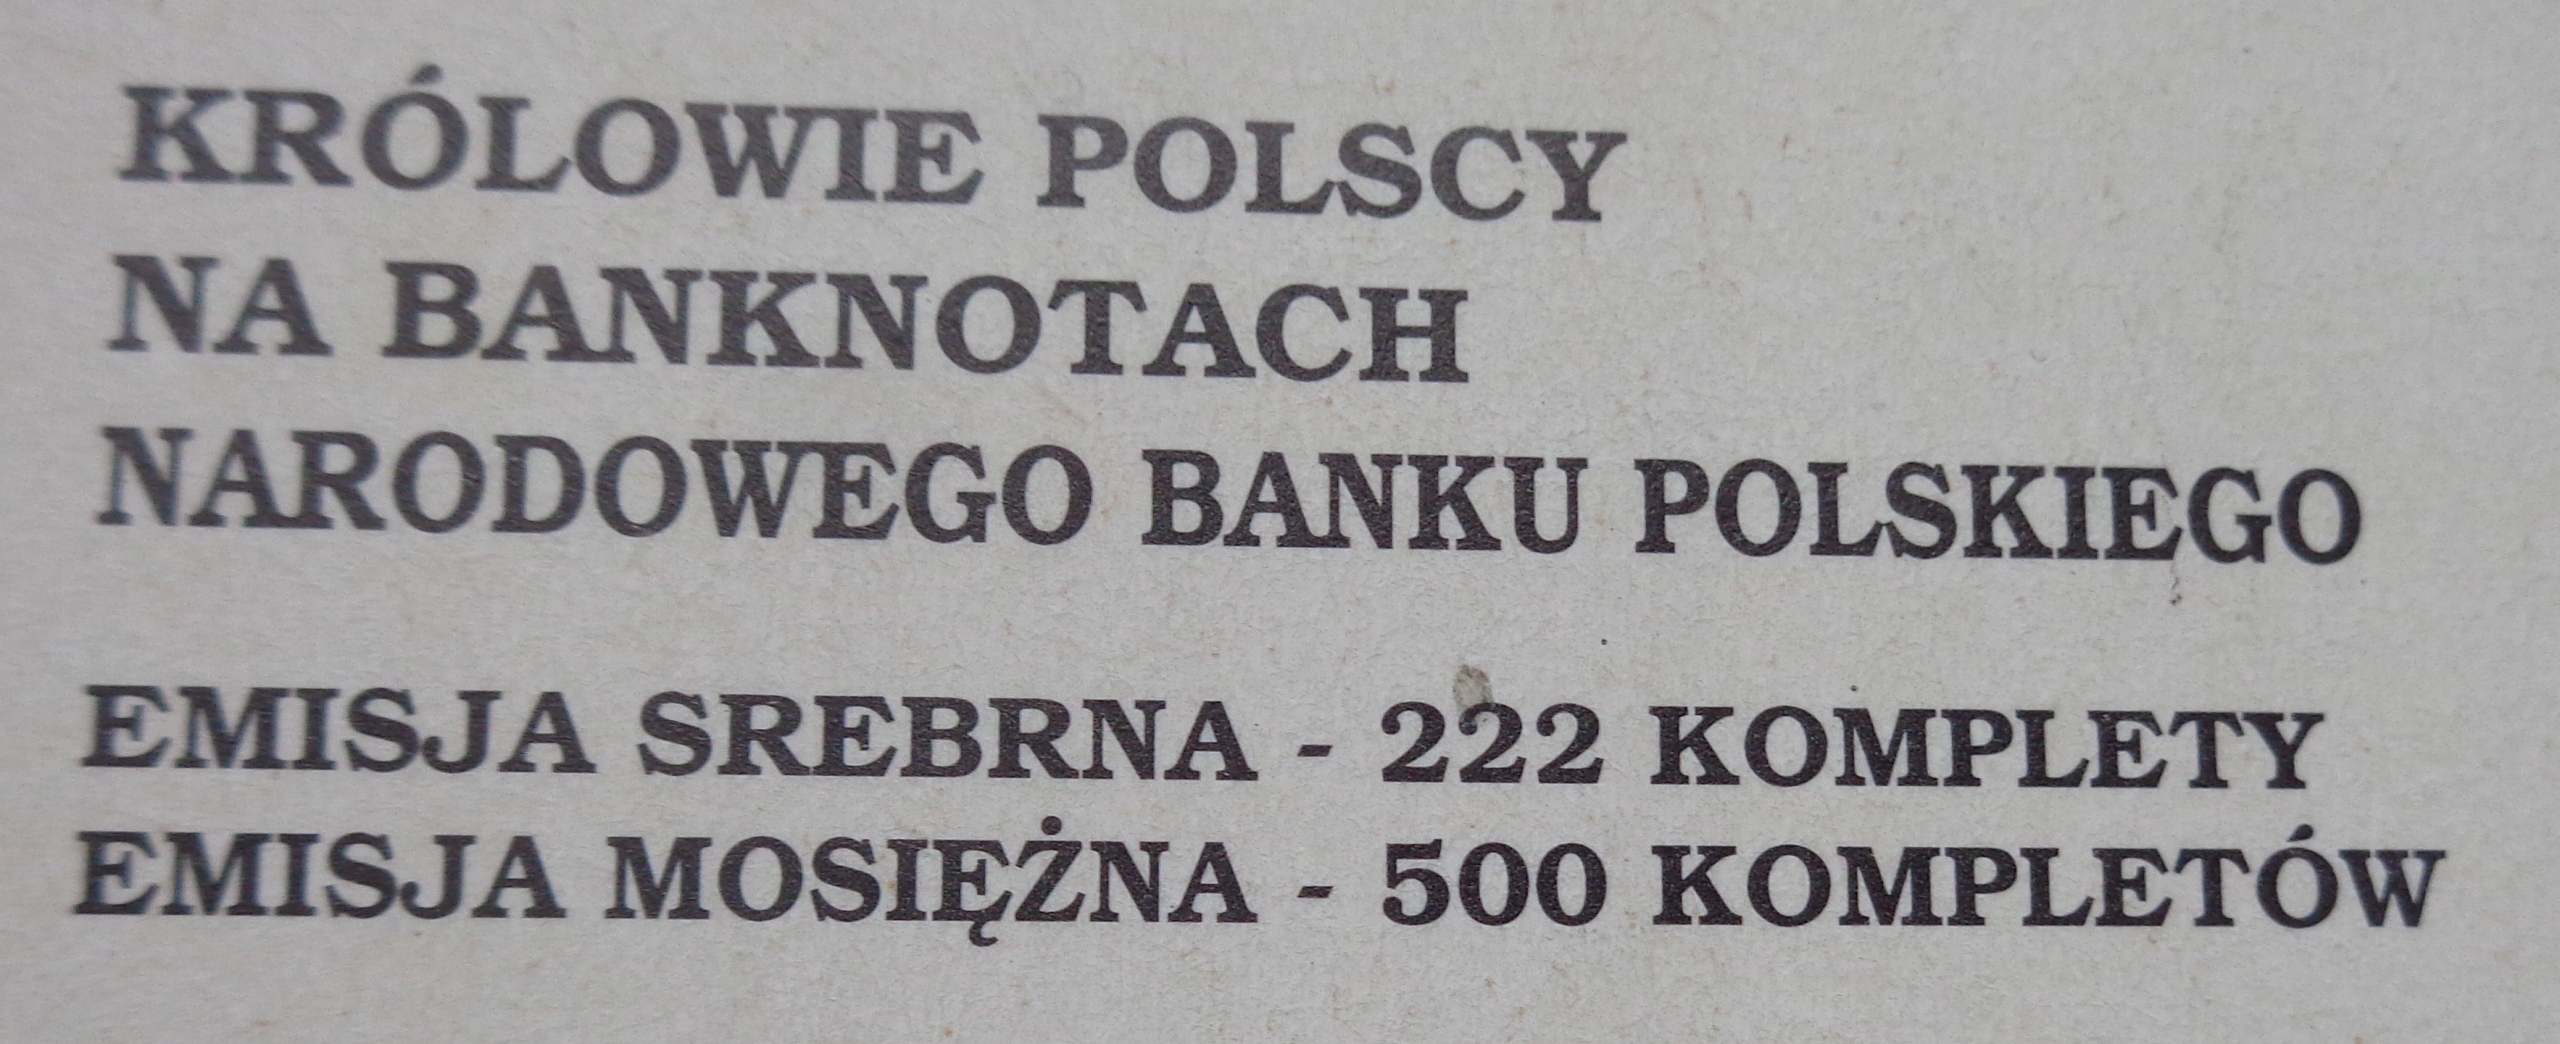 KRÓLOWIE POLSCY
NA BANKNOTACH
NARODOWEGO BANKU POLSKIEGO
EMISJA SREBRNA - 222 KOMPLETY
EMISJA MOSIĘŻNA - 500 KOMPLETÓW